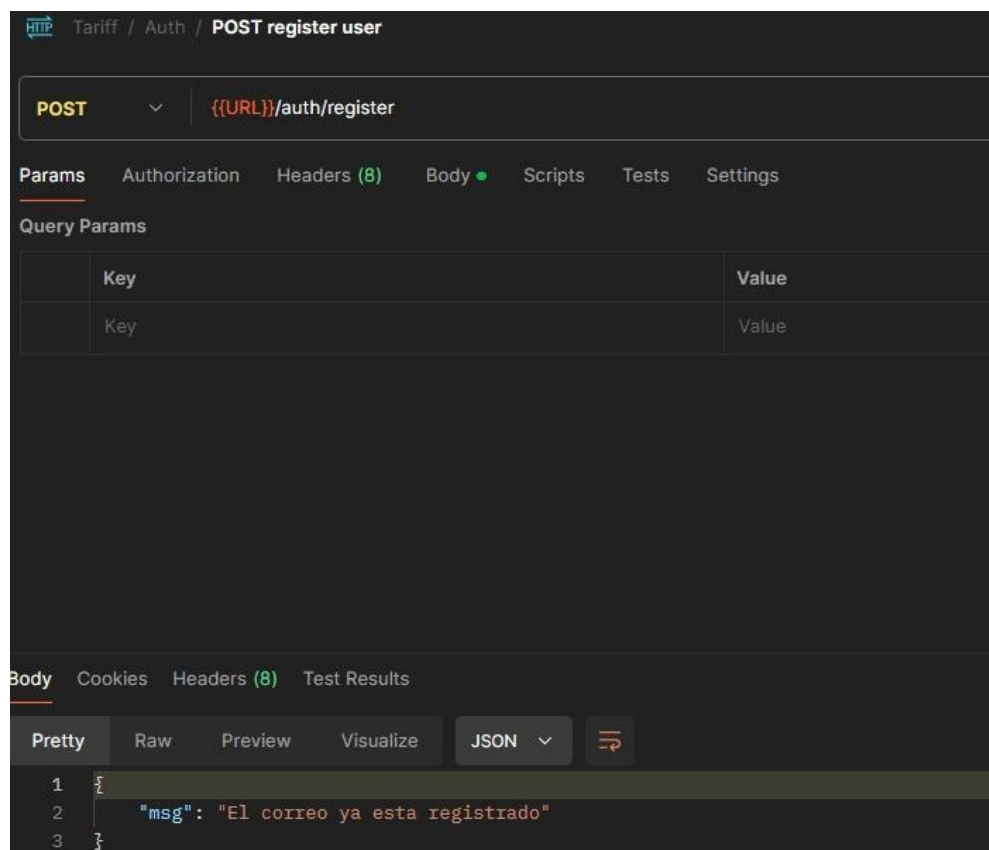 HTTP Tariff / Auth / POST register user
POST {{URL}}/auth/register
Params Authorization Headers (8) Body Scripts Tests Settings
Query Params
Key Value
Key Value
Body Cookies Headers (8) Test Results
Pretty Raw Preview Visualize JSON
1 {
2 "msg": "El correo ya esta registrado"
3 }